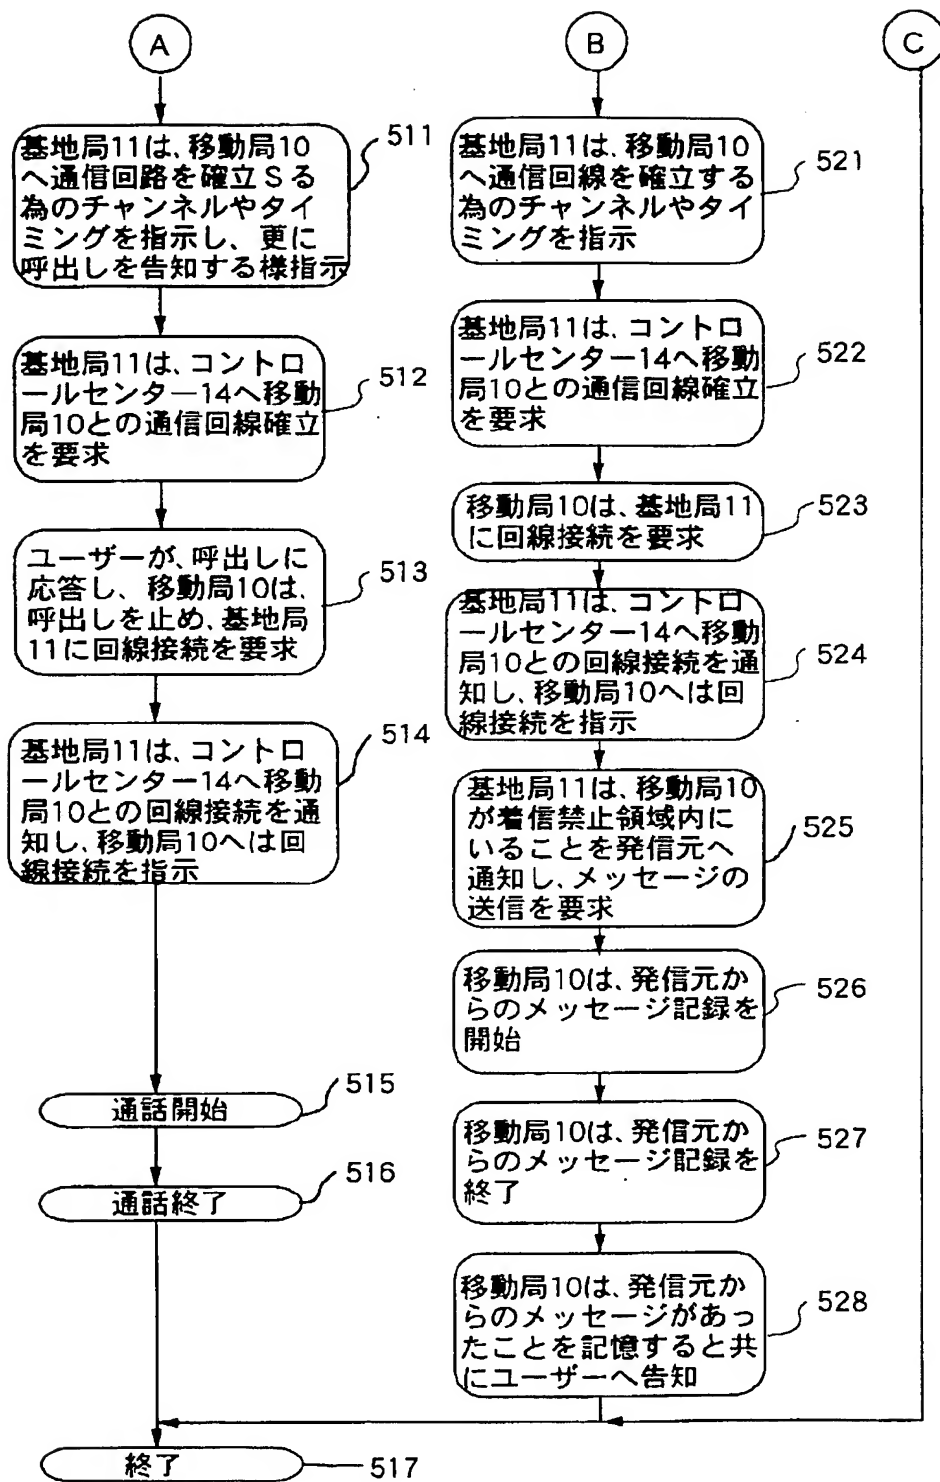 A
基地局11は、移動局10
へ通信回路を確立Sる
為のチャンネルやタイ
ミングを指示し、更に
呼出しを告知する様指示
511
基地局11は、コントロ
ールセンター14へ移動
局10との通信回線確立
を要求
512
ユーザーが、呼出しに
応答し、移動局10は、
呼出しを止め、基地局
11に回線接続を要求
513
基地局11は、コントロ
ールセンター14へ移動
局10との回線接続を通
知し、移動局10へは回
線接続を指示
514
通話開始
515
通話終了
516
終了
517
B
基地局11は、移動局10
へ通信回線を確立する
為のチャンネルやタイ
ミングを指示
521
基地局11は、コントロ
ールセンター14へ移動
局10との通信回線確立
を要求
522
移動局10は、基地局11
に回線接続を要求
523
基地局11は、コントロ
ールセンター14へ移動
局10との回線接続を通
知し、移動局10へは回
線接続を指示
524
基地局11は、移動局10
が着信禁止領域内に
いることを発信元へ
通知し、メッセージの
送信を要求
525
移動局10は、発信元か
らのメッセージ記録を
開始
526
移動局10は、発信元か
らのメッセージ記録を
終了
527
移動局10は、発信元か
らのメッセージがあっ
たことを記憶すると共
にユーザーへ告知
528
C